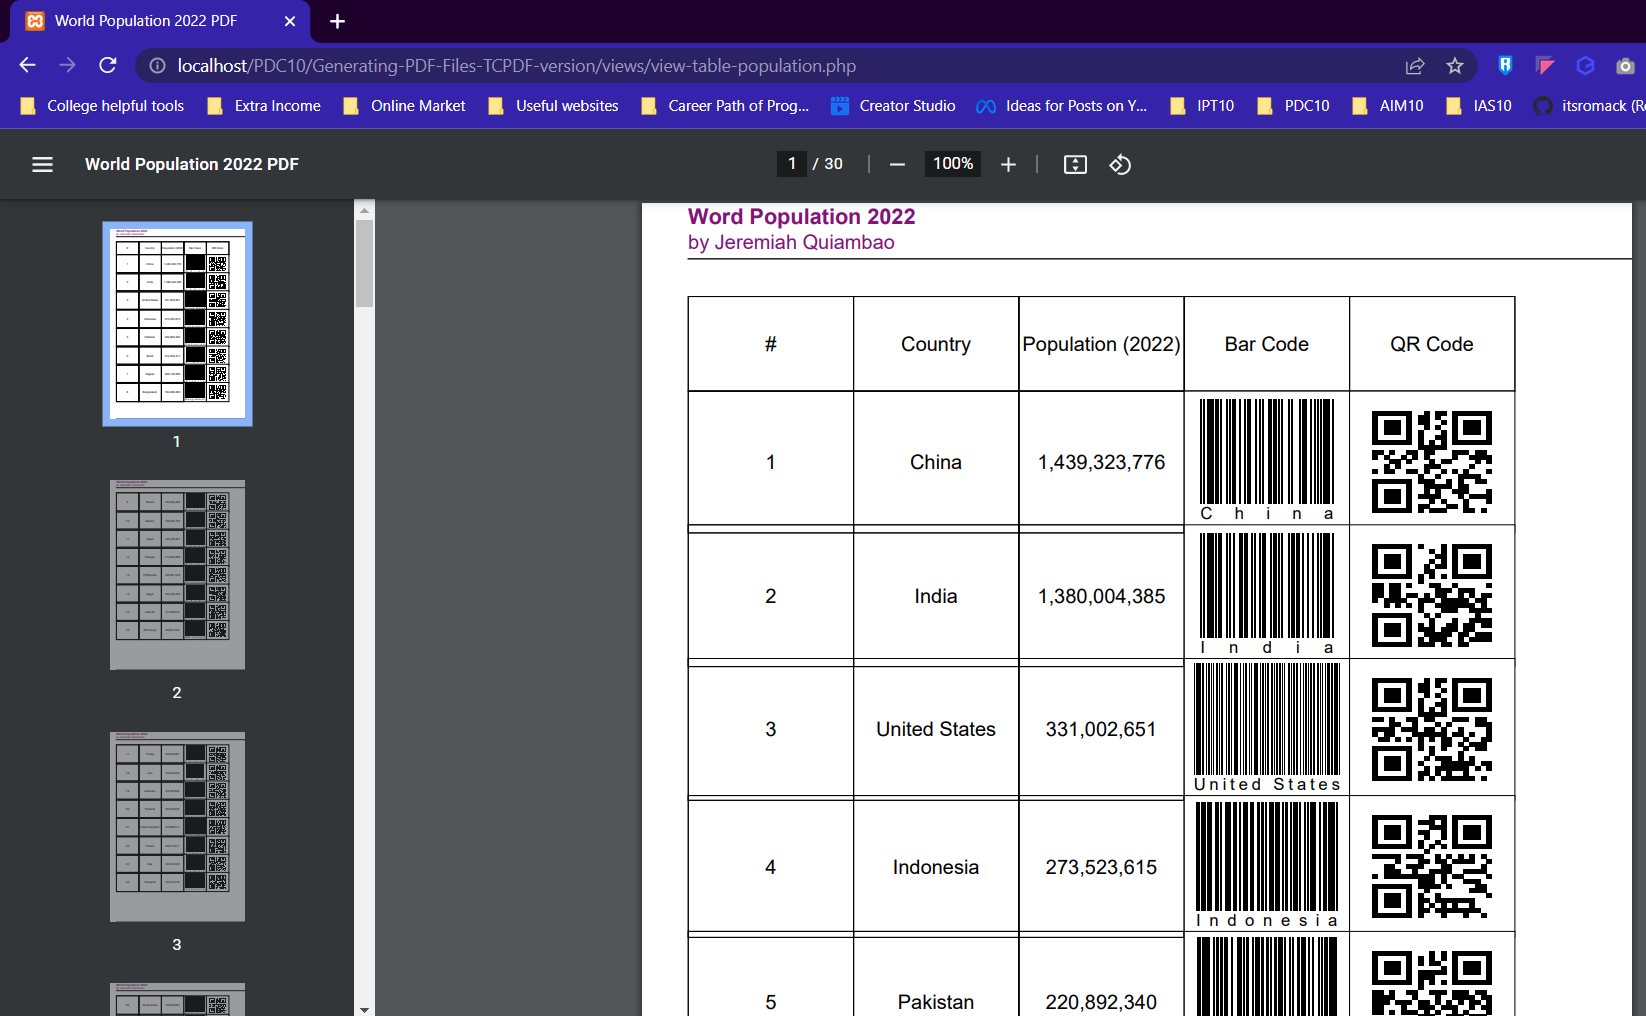 World Population 2022 PDF
localhost/PDC10/Generating-PDF-Files-TCPDF-version/views/view-table-population.php
College helpful tools Extra Income Online Market Useful websites Career Path of Prog... Creator Studio Ideas for Posts on Y... IPT10 PDC10 AIM10 IAS10 itsromack (R
World Population 2022 PDF 1 / 30 100%
1
2
3
Word Population 2022
by Jeremiah Quiambao
# Country Population (2022) Bar Code QR Code
1 China 1,439,323,776
China
2 India 1,380,004,385
India
3 United States 331,002,651
United States
4 Indonesia 273,523,615
Indonesia
5 Pakistan 220,892,340